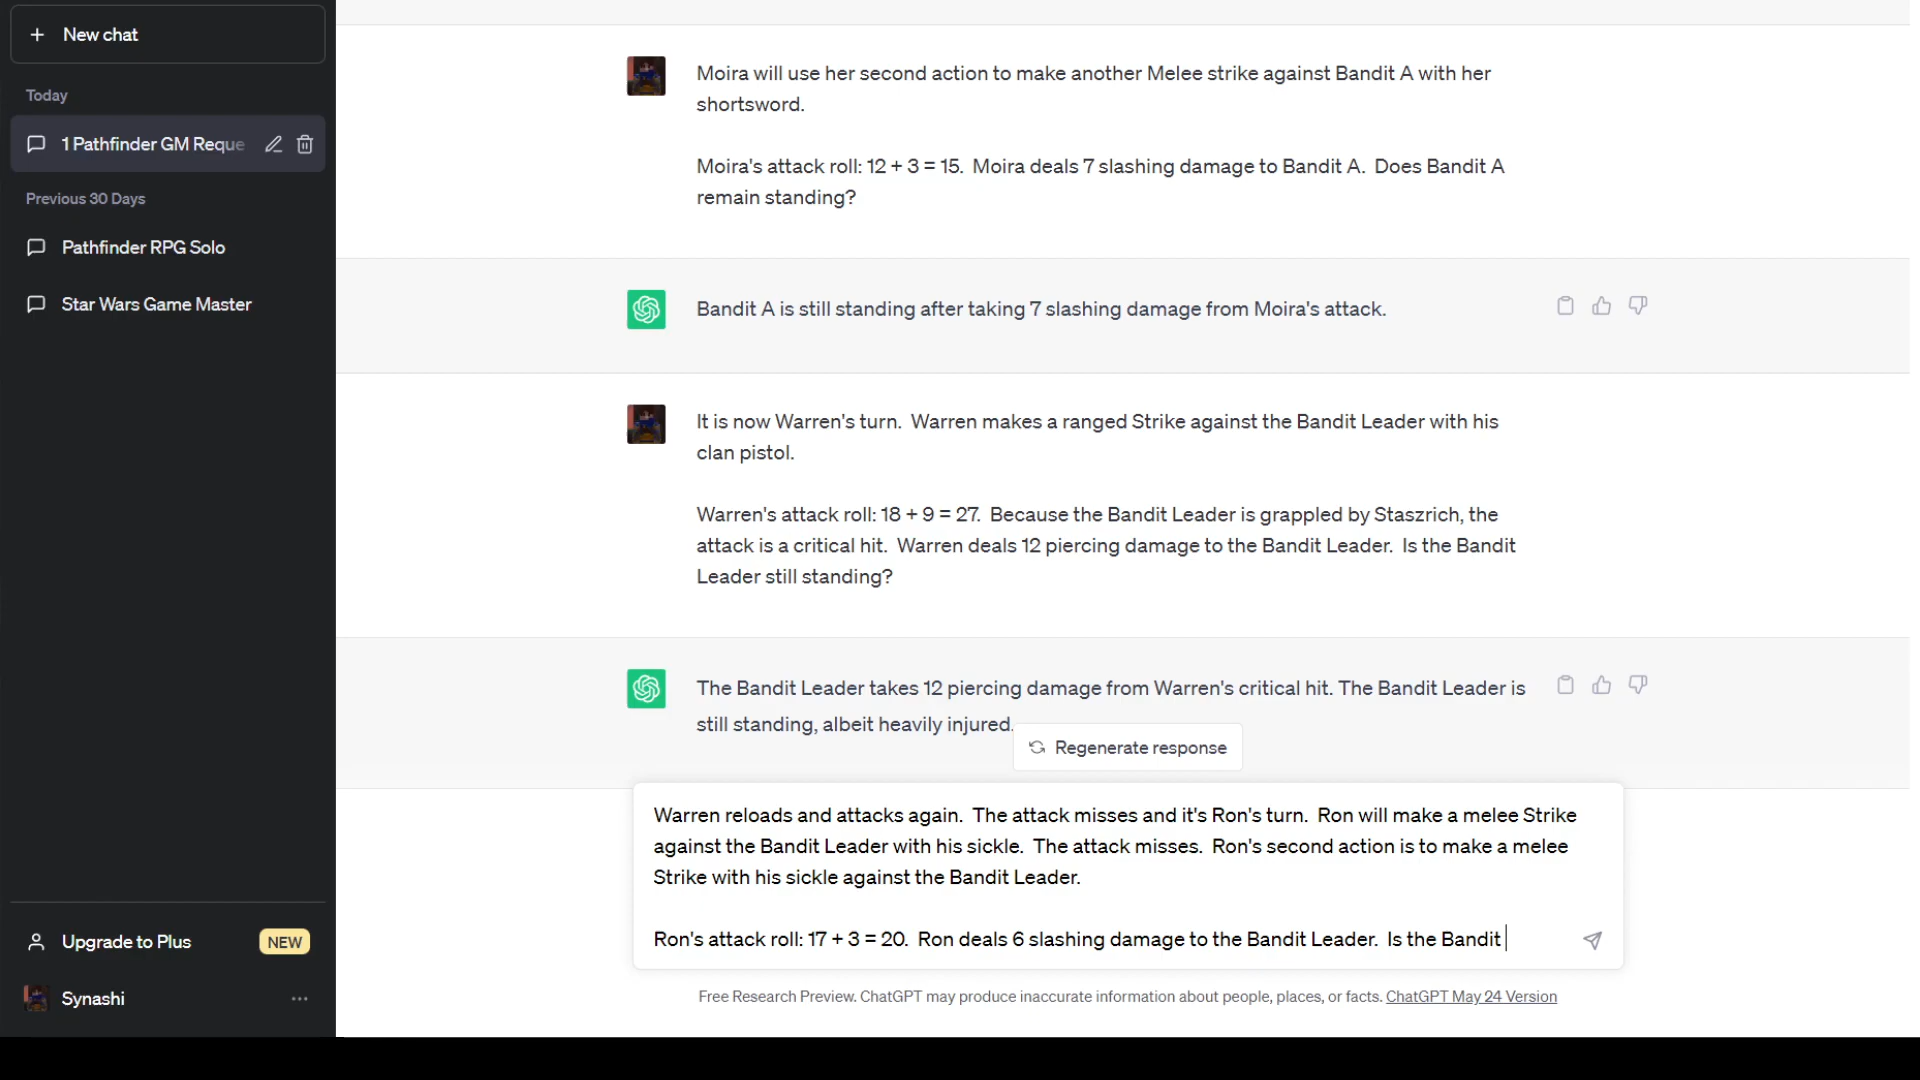 New chat
Today
1 Pathfinder GM Reque
Previous 30 Days
Pathfinder RPG Solo
Star Wars Game Master
Upgrade to Plus
NEW
Synashi
Moira will use her second action to make another Melee strike against Bandit A with her
shortsword.
Moira's attack roll: 12 + 3 = 15.  Moira deals 7 slashing damage to Bandit A.  Does Bandit A
remain standing?
Bandit A is still standing after taking 7 slashing damage from Moira's attack.
It is now Warren's turn.  Warren makes a ranged Strike against the Bandit Leader with his
clan pistol.
Warren's attack roll: 18 + 9 = 27.  Because the Bandit Leader is grappled by Staszrich, the
attack is a critical hit.  Warren deals 12 piercing damage to the Bandit Leader.  Is the Bandit
Leader still standing?
The Bandit Leader takes 12 piercing damage from Warren's critical hit. The Bandit Leader is
still standing, albeit heavily injured.
Regenerate response
Warren reloads and attacks again.  The attack misses and it's Ron's turn.  Ron will make a melee Strike
against the Bandit Leader with his sickle.  The attack misses.  Ron's second action is to make a melee
Strike with his sickle against the Bandit Leader.
Ron's attack roll: 17 + 3 = 20.  Ron deals 6 slashing damage to the Bandit Leader.  Is the Bandit
Free Research Preview. ChatGPT may produce inaccurate information about people, places, or facts. ChatGPT May 24 Version